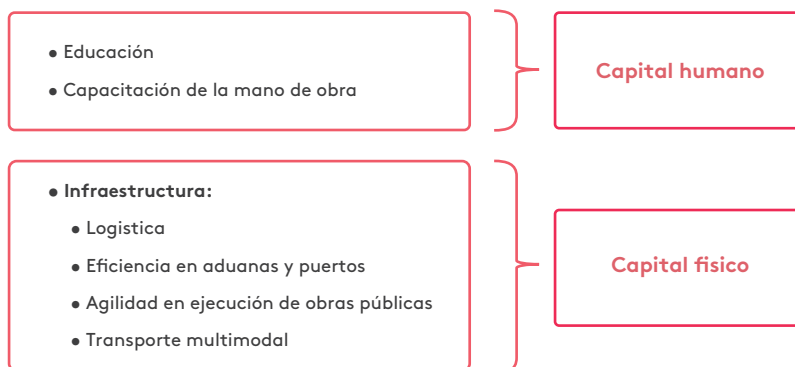 • Educación
• Capacitación de la mano de obra
Capital humano
• Infraestructura:
• Logistica
• Eficiencia en aduanas y puertos
• Agilidad en ejecución de obras públicas
• Transporte multimodal
Capital fisico